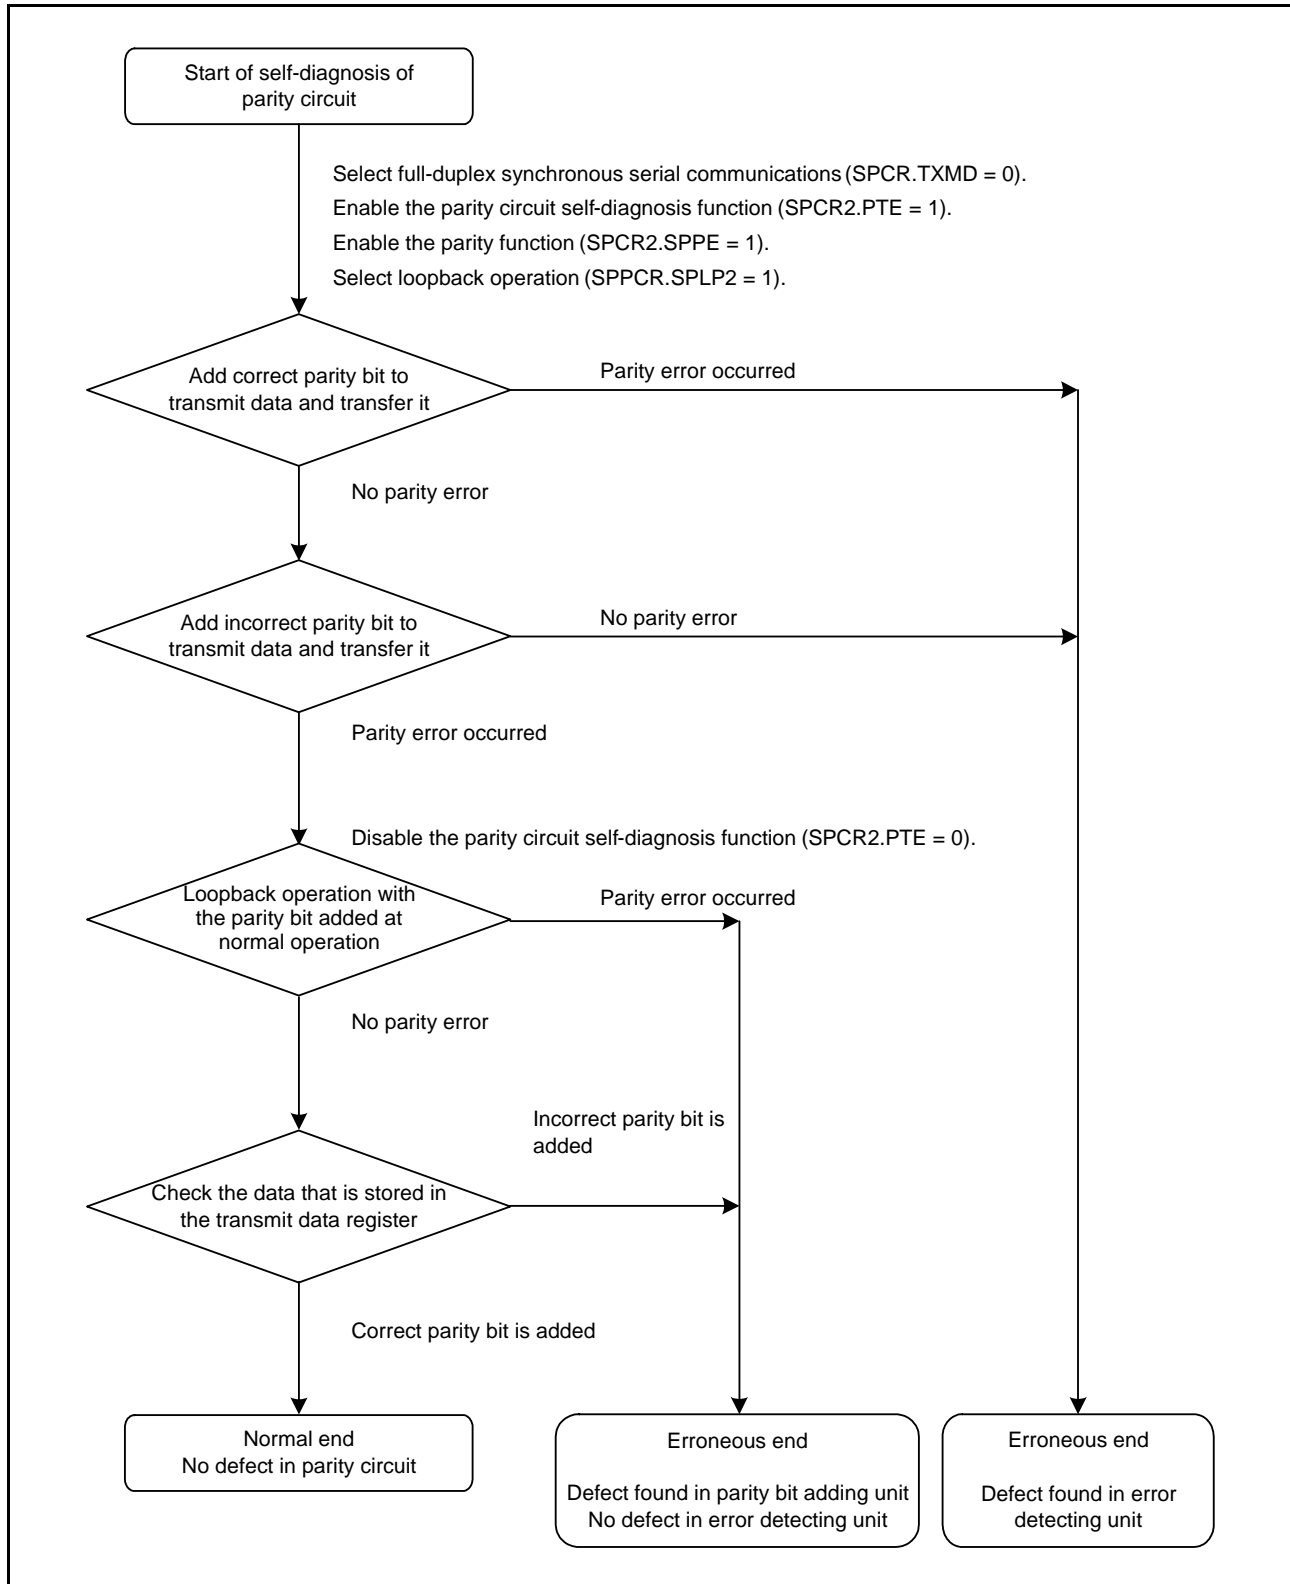 Start of self-diagnosis of
parity circuit
Select full-duplex synchronous serial communications (SPCR.TXMD = 0).
Enable the parity circuit self-diagnosis function (SPCR2.PTE = 1).
Enable the parity function (SPCR2.SPPE = 1).
Select loopback operation (SPPCR.SPLP2 = 1).
Add correct parity bit to
transmit data and transfer it
Parity error occurred
No parity error
Add incorrect parity bit to
transmit data and transfer it
No parity error
Parity error occurred
Disable the parity circuit self-diagnosis function (SPCR2.PTE = 0).
Loopback operation with
the parity bit added at
normal operation
Parity error occurred
No parity error
Incorrect parity bit is
added
Check the data that is stored in
the transmit data register
Correct parity bit is added
Normal end
No defect in parity circuit
Erroneous end
Defect found in parity bit adding unit
No defect in error detecting unit
Erroneous end
Defect found in error
detecting unit